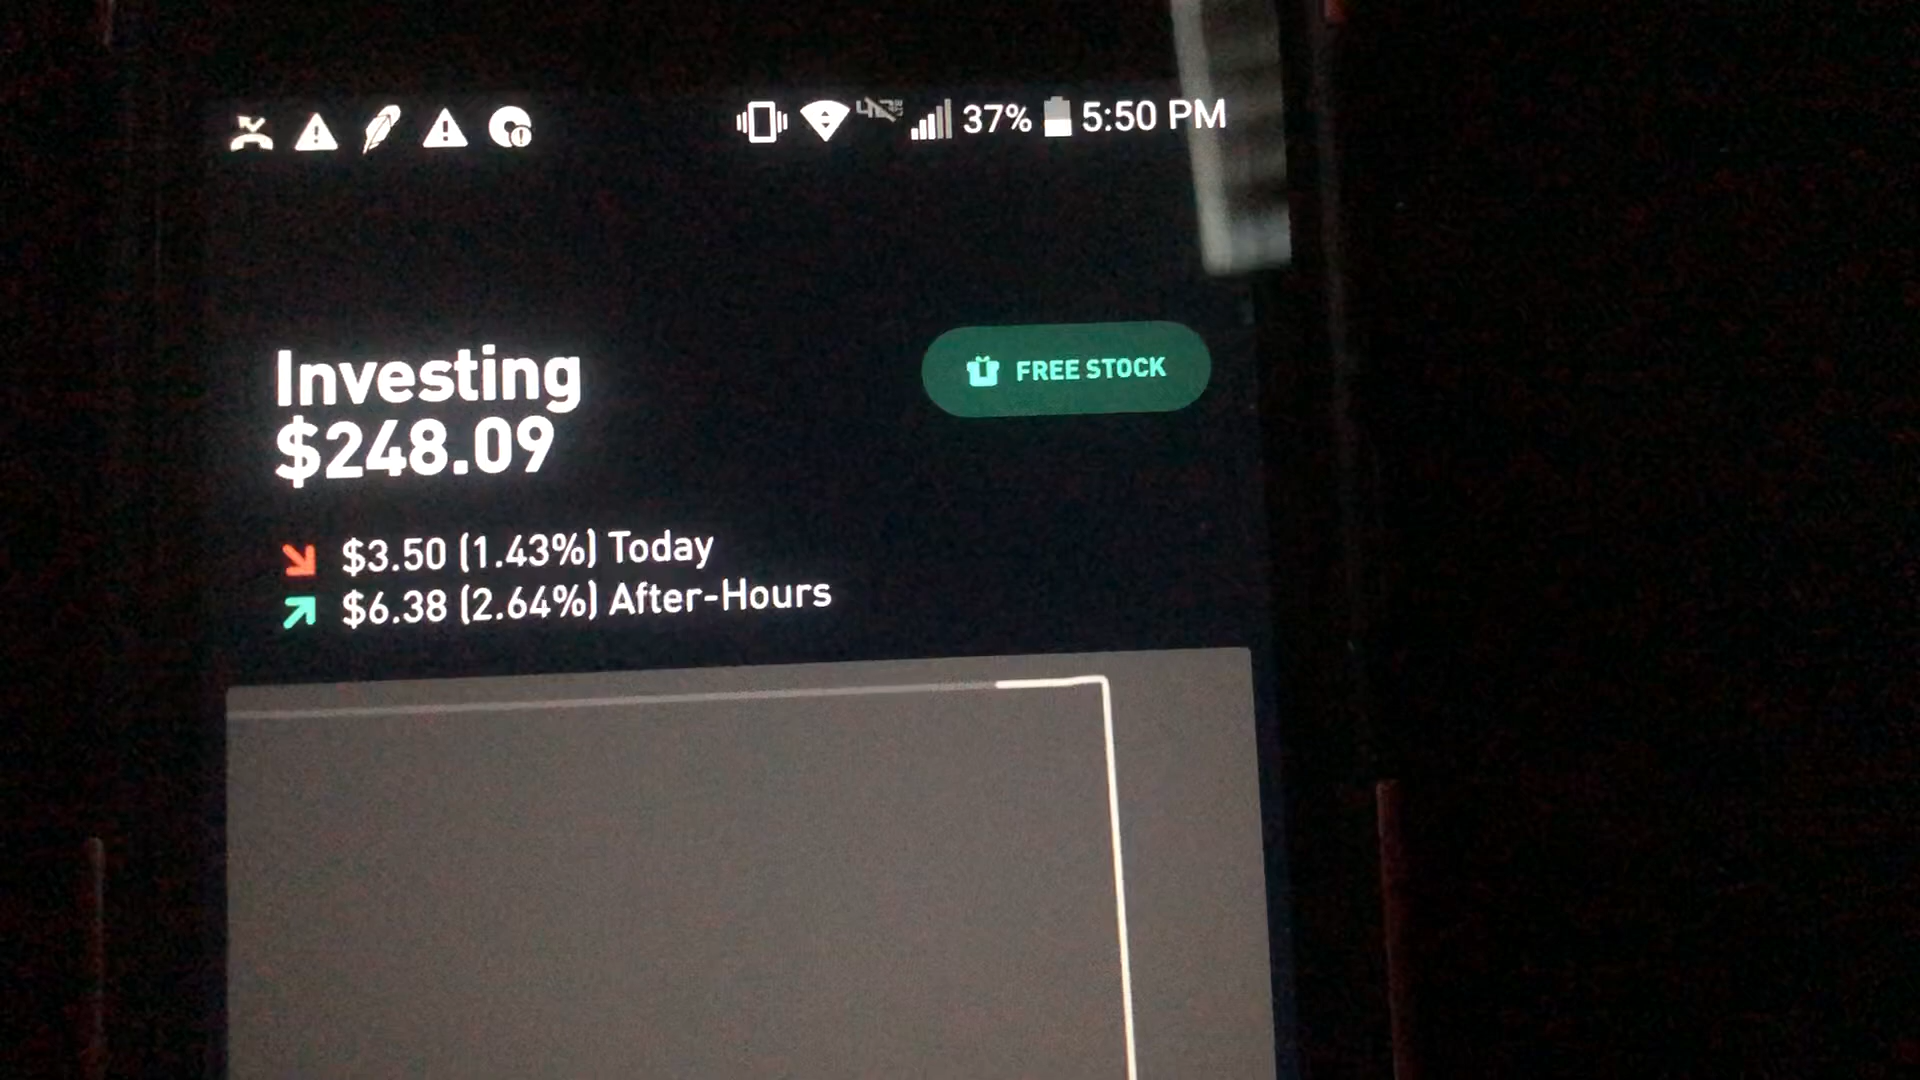 37% 5:50 PM
Investing
$248.09
FREE STOCK
$3.50 (1.43%) Today
$6.38 (2.64%) After-Hours